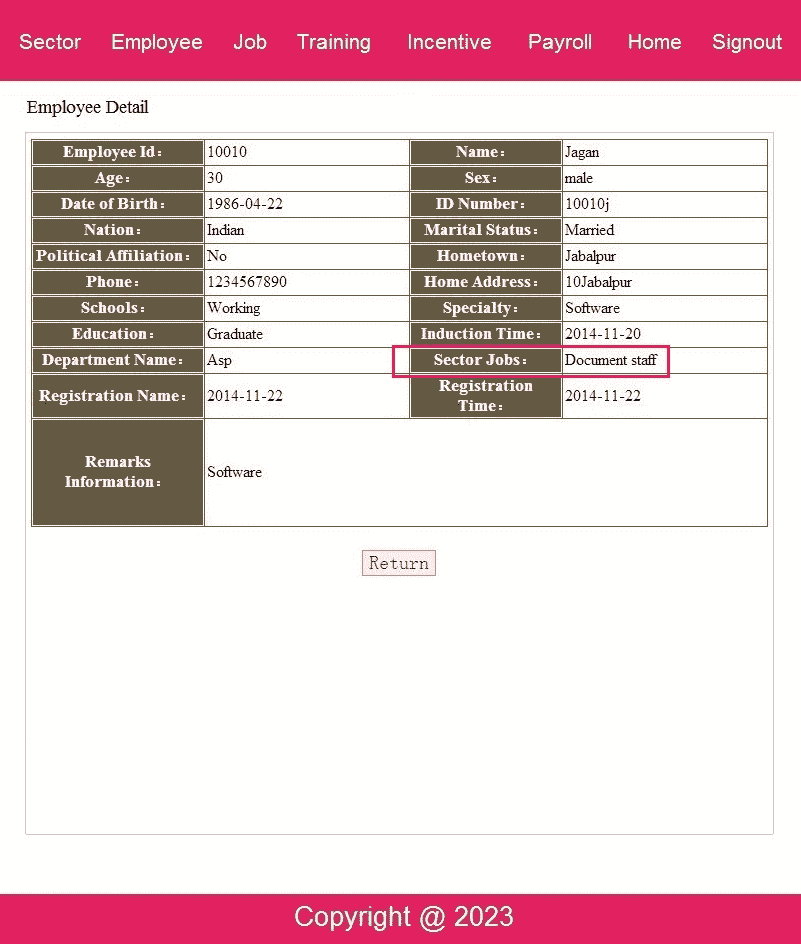 Sector Employee Job Training Incentive Payroll Home Signout
Employee Detail
Employee Id： 10010 Name： Jagan
Age： 30 Sex： male
Date of Birth： 1986-04-22 ID Number： 10010j
Nation： Indian Marital Status： Married
Political Affiliation： No Hometown： Jabalpur
Phone： 1234567890 Home Address： 10Jabalpur
Schools： Working Specialty： Software
Education： Graduate Induction Time： 2014-11-20
Department Name： Asp Sector Jobs： Document staff
Registration Name： 2014-11-22 Registration
Time： 2014-11-22
Remarks
Information： Software
Return
Copyright @ 2023